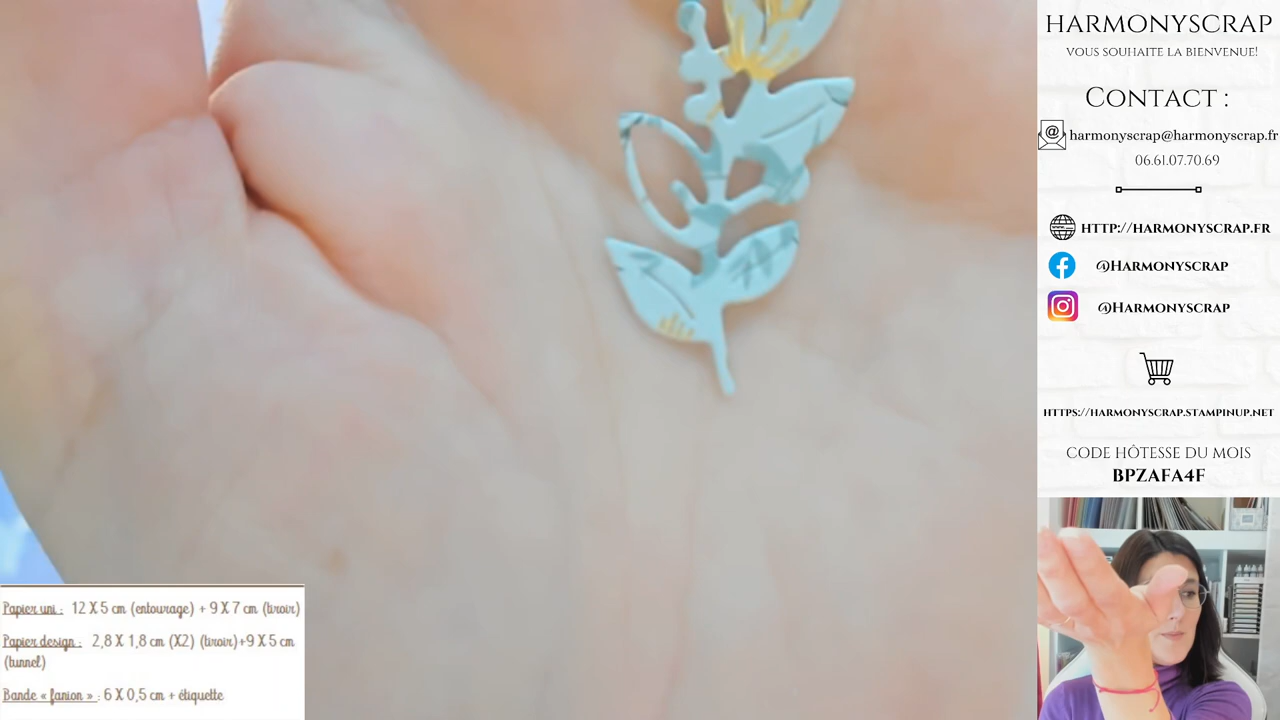 HARMONYSCRAP
VOUS SOUHAITE LA BIENVENUE!
CONTACT :
harmonyscrap@harmonyscrap.fr
06.61.07.70.69
HTTP://HARMONYSCRAP.FR
@HARMONYSCRAP
@HARMONYSCRAP
HTTPS://HARMONYSCRAP.STAMPINUP.NET
CODE HÔTESSE DU MOIS
BPZAFA4F
Papier uni : 12 X 5 cm (entourage) + 9 X 7 cm (tiroir)
Papier design : 2,8 X 1,8 cm (X2) (tiroir)+9 X 5 cm
(tunnel)
Bande « fanion » : 6 X 0,5 cm + étiquette